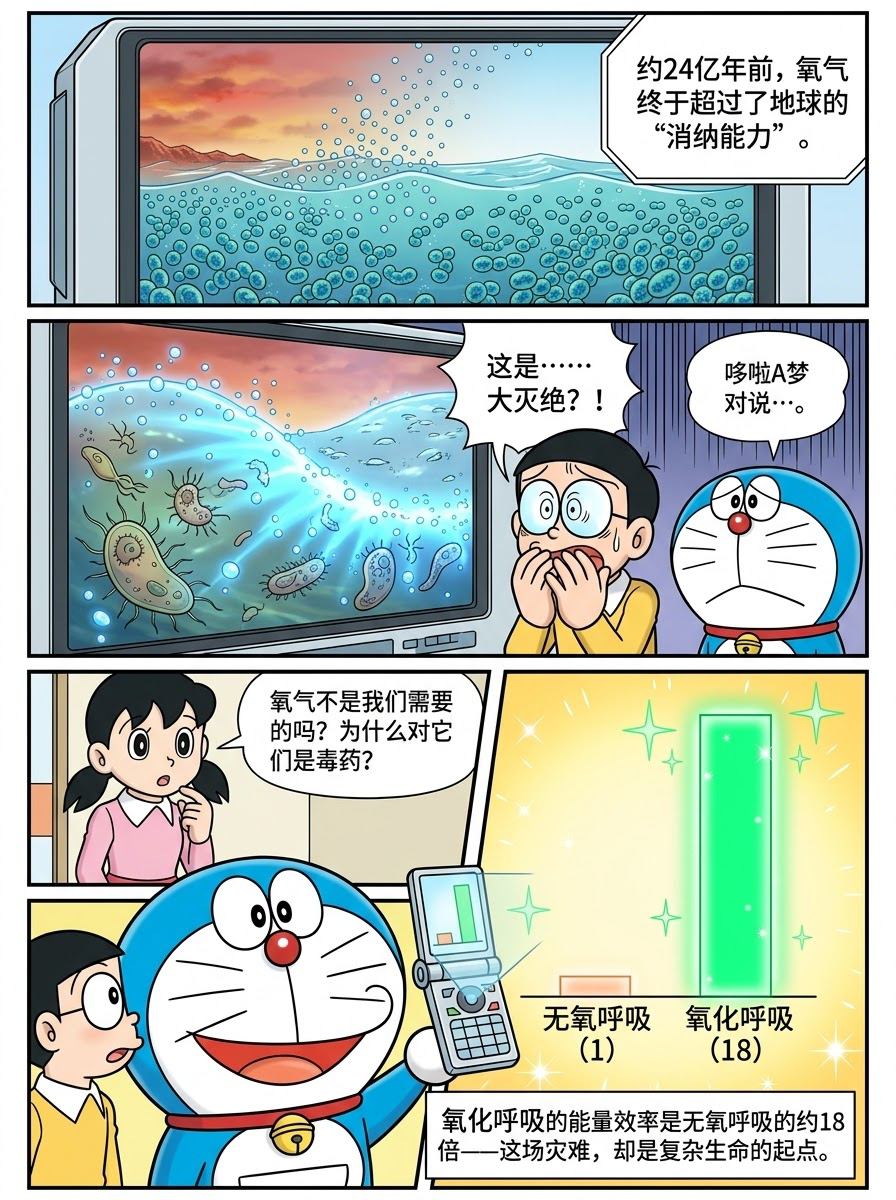 约24亿年前，氧气
终于超过了地球的
“消纳能力”。
这是……
大灭绝？！
哆啦A梦
对说…。
氧气不是我们需要
的吗？为什么对它
们是毒药？
无氧呼吸
（1）
氧化呼吸
（18）
氧化呼吸的能量效率是无氧呼吸的约18
倍——这场灾难，却是复杂生命的起点。